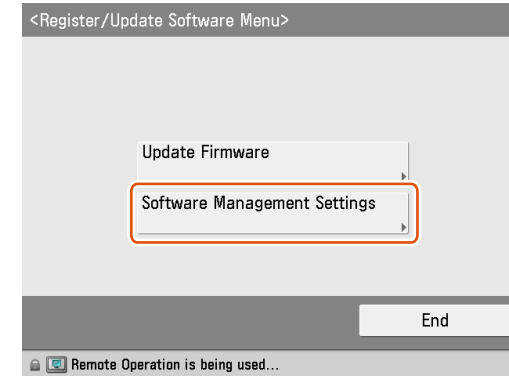 <Register/Update Software Menu>
Update Firmware
Software Management Settings
End
Remote Operation is being used...